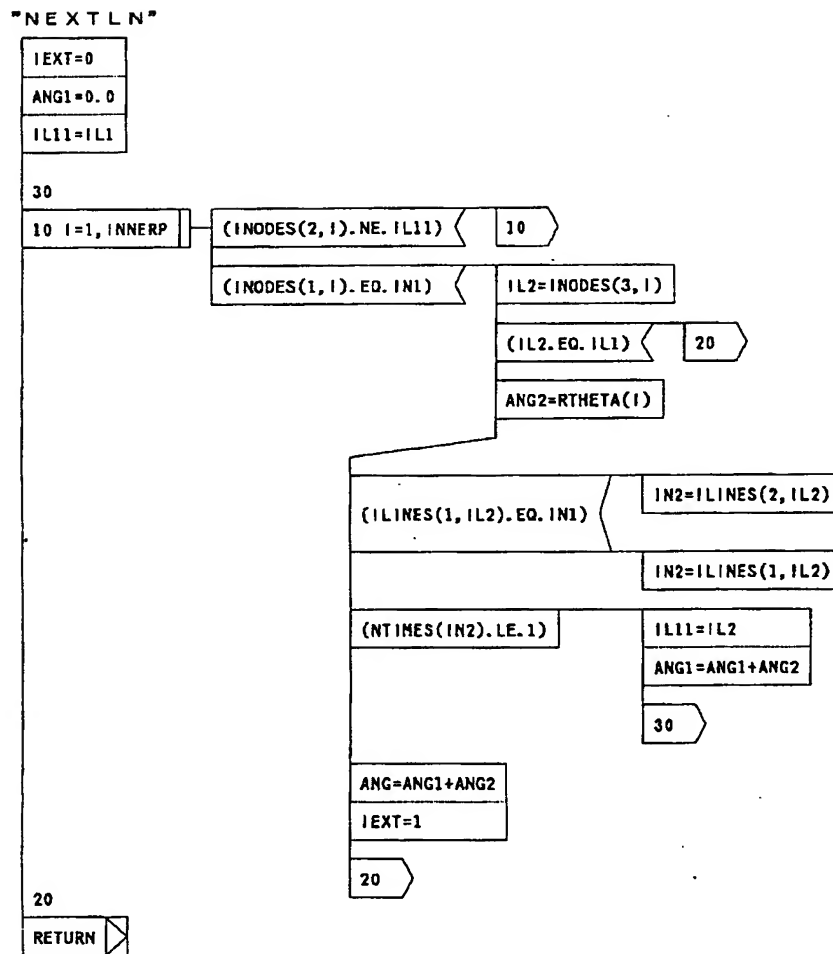 "NEXTLN"
IEXT=0
ANG1=0.0
IL11=IL1
30
10 I=1,INNERP
(INODES(2,I).NE.IL11)
10
(INODES(1,I).EQ.IN1)
IL2=INODES(3,I)
(IL2.EQ.IL1)
20
ANG2=RTHETA(I)
(ILINES(1,IL2).EQ.IN1)
IN2=ILINES(2,IL2)
IN2=ILINES(1,IL2)
(NTIMES(IN2).LE.1)
IL11=IL2
ANG1=ANG1+ANG2
30
ANG=ANG1+ANG2
IEXT=1
20
20
RETURN